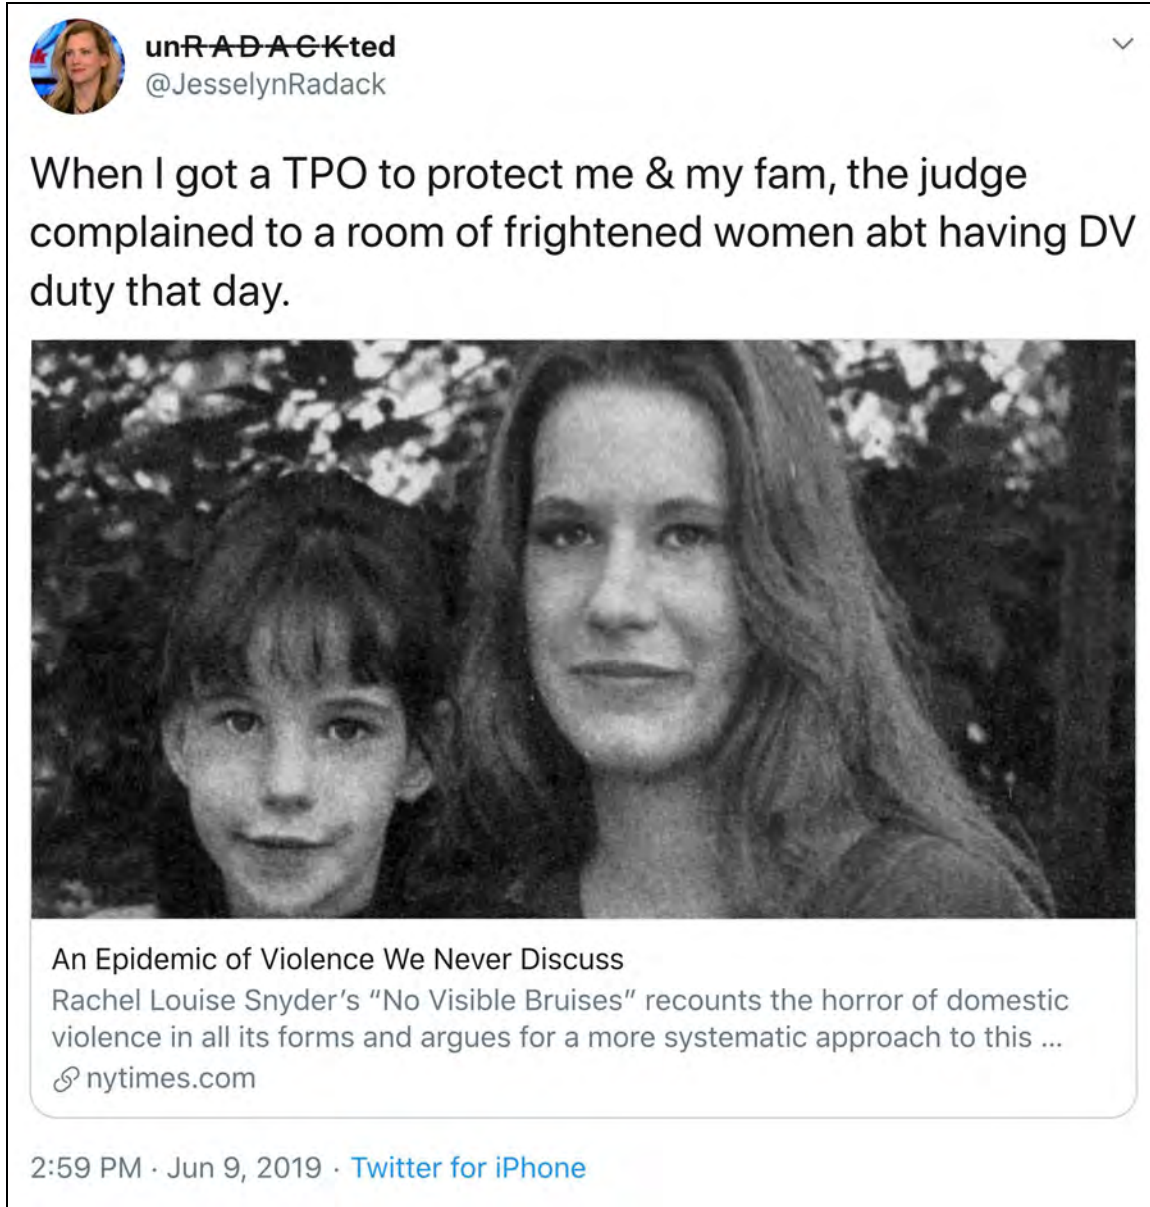 unRADACKted
@JesselynRadack
When I got a TPO to protect me & my fam, the judge
complained to a room of frightened women abt having DV
duty that day.
An Epidemic of Violence We Never Discuss
Rachel Louise Snyder's “No Visible Bruises” recounts the horror of domestic
violence in all its forms and argues for a more systematic approach to this ...
nytimes.com
2:59 PM · Jun 9, 2019 · Twitter for iPhone